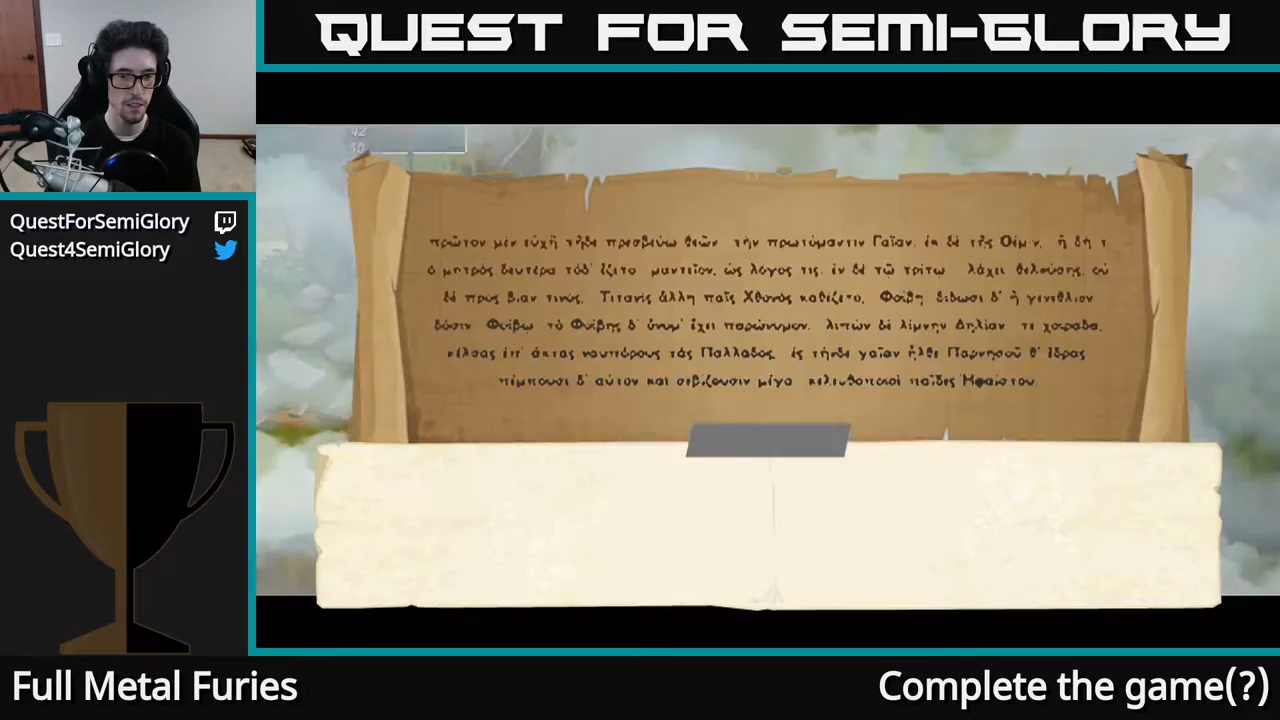 QUEST FOR SEMI-GLORY
42
30
QuestForSemiGlory
Quest4SemiGlory
πρῶτον μὲν εὐχῇ τῇδε πρεσβεύω θεῶν τὴν πρωτόμαντιν Γαῖαν. ἐκ δὲ τῆς Θέμιν, ἣ δὴ τ
ὸ μητρὸς δευτέρα τόδ' ἕζετο μαντεῖον, ὡς λόγος τις. ἐν δὲ τῷ τρίτῳ λάχει θελούσης, οὐ
δὲ πρὸς βίαν τινός, Τιτανὶς ἄλλη παῖς Χθονὸς καθέζετο, Φοίβη δίδωσι δ' ἣ γενέθλιον
δόσιν Φοίβῳ τὸ Φοίβης δ' ὄνομ' ἔχει παρώνυμον. λιπὼν δὲ λίμνην Δηλίαν τε χοιράδα,
κέλσας ἐπ' ἀκτὰς ναυπόρους τὰς Παλλάδος, ἐς τήνδε γαῖαν ἦλθε Παρνησοῦ θ' ἕδρας
πέμπουσι δ' αὐτὸν καὶ σεβίζουσιν μέγα κελευθοποιοὶ παῖδες Ἡφαίστου,
Full Metal Furies
Complete the game(?)